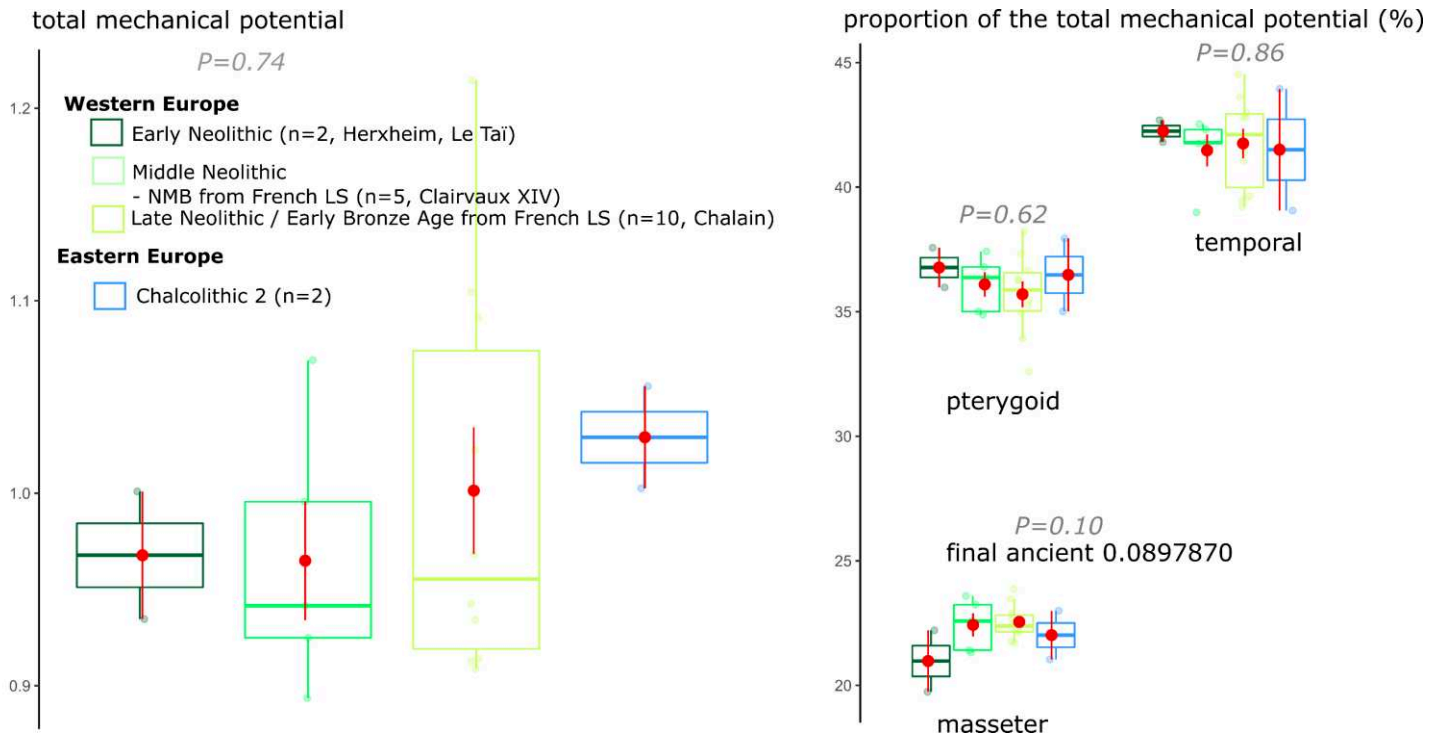 total mechanical potential
P=0.74
1.2
1.1
1.0
0.9
Western Europe
Early Neolithic (n=2, Herxheim, Le Taï)
Middle Neolithic
- NMB from French LS (n=5, Clairvaux XIV)
Late Neolithic / Early Bronze Age from French LS (n=10, Chalain)
Eastern Europe
Chalcolithic 2 (n=2)
proportion of the total mechanical potential (%)
45
40
35
30
25
20
P=0.86
temporal
P=0.62
pterygoid
P=0.10
final ancient 0.0897870
masseter